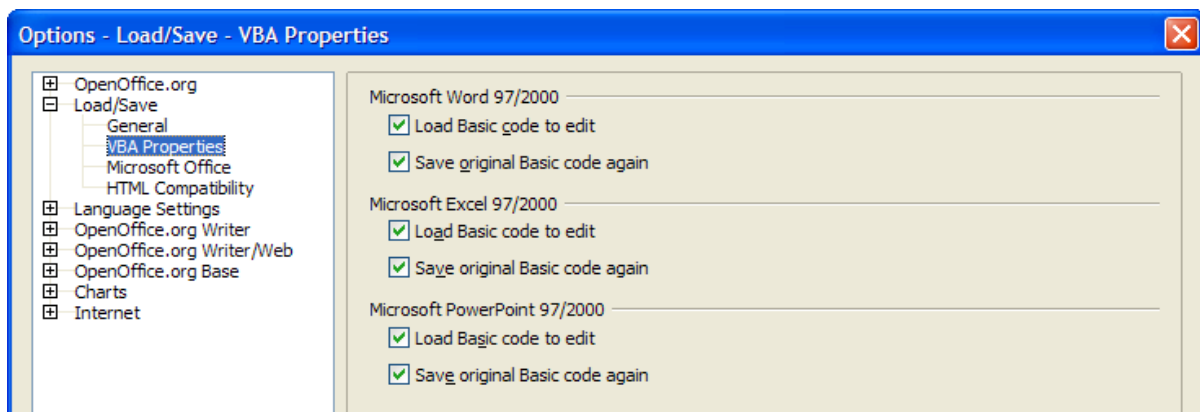 Options - Load/Save - VBA Properties
OpenOffice.org
Load/Save
General
VBA Properties
Microsoft Office
HTML Compatibility
Language Settings
OpenOffice.org Writer
OpenOffice.org Writer/Web
OpenOffice.org Base
Charts
Internet
Microsoft Word 97/2000
Load Basic code to edit
Save original Basic code again
Microsoft Excel 97/2000
Load Basic code to edit
Save original Basic code again
Microsoft PowerPoint 97/2000
Load Basic code to edit
Save original Basic code again